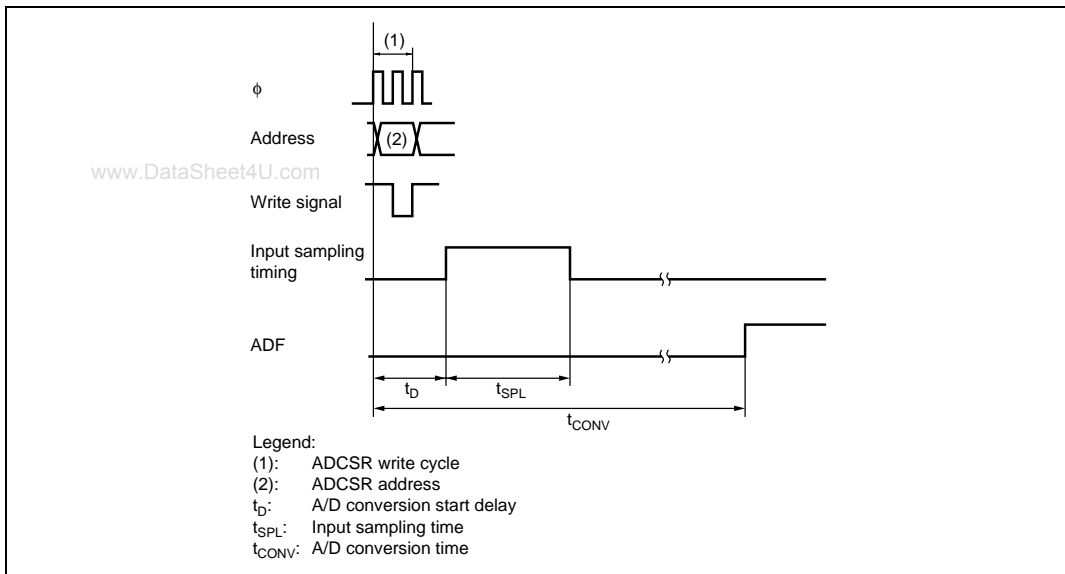 (1)
ϕ
Address
(2)
www.DataSheet4U.com
Write signal
Input sampling
timing
ADF
tD
tSPL
tCONV
Legend:
(1): ADCSR write cycle
(2): ADCSR address
tD: A/D conversion start delay
tSPL: Input sampling time
tCONV: A/D conversion time